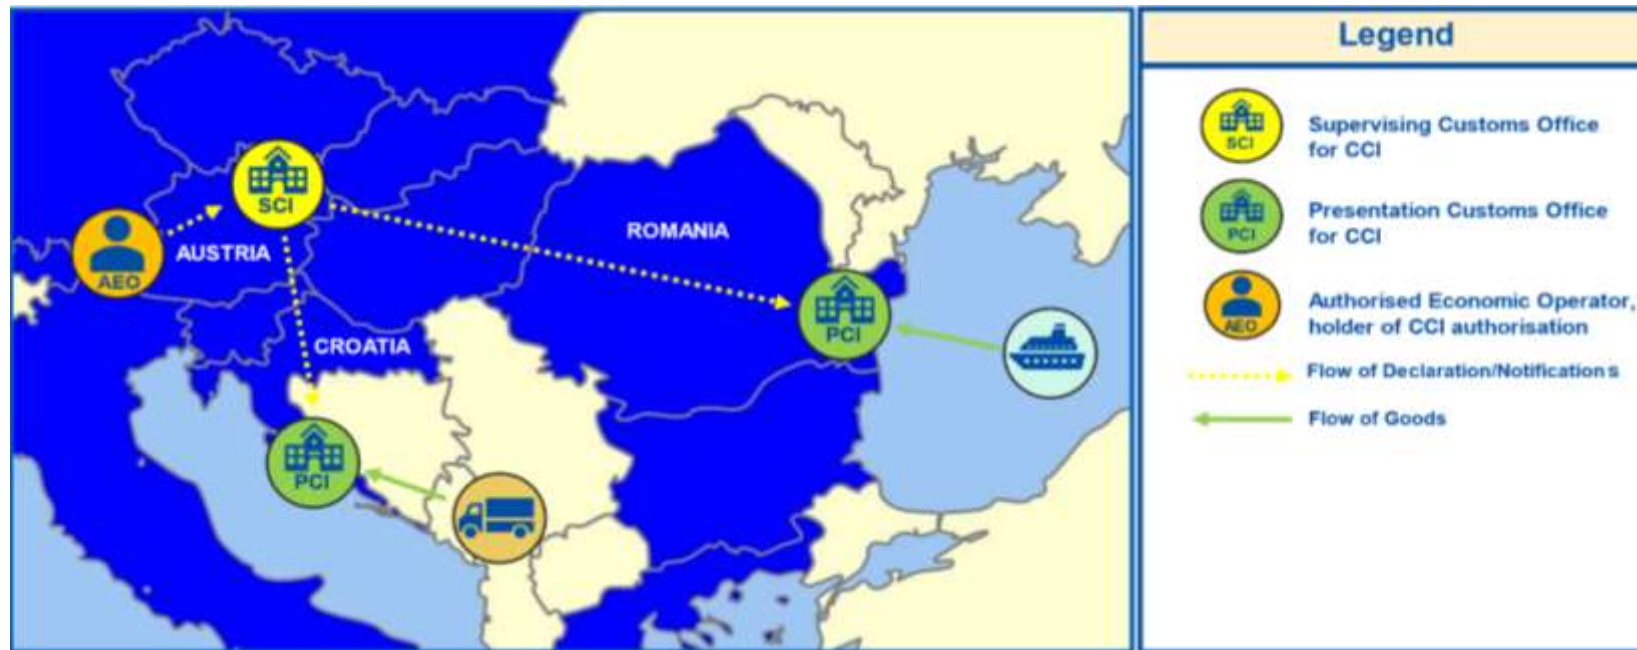 SCI
AEO
AUSTRIA
ROMANIA
CROATIA
PCI
PCI
Legend
SCI
Supervising Customs Office
for CCI
PCI
Presentation Customs Office
for CCI
AEO
Authorised Economic Operator,
holder of CCI authorisation
Flow of Declaration/Notifications
Flow of Goods